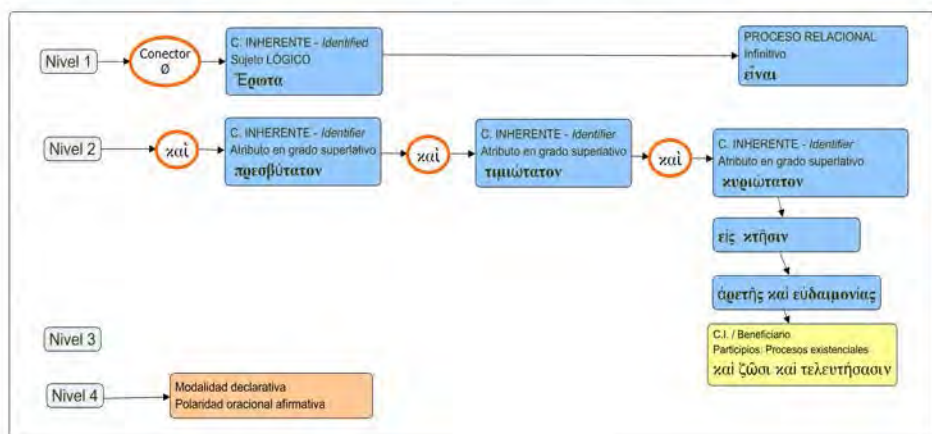 Nivel 1
Conector
Ø
C. INHERENTE - Identified
Sujeto LÓGICO
Ἔρωτα
PROCESO RELACIONAL
Infinitivo
εἶναι
Nivel 2
καὶ
C. INHERENTE - Identifier
Atributo en grado superlativo
πρεσβύτατον
καὶ
C. INHERENTE - Identifier
Atributo en grado superlativo
τιμιώτατον
καὶ
C. INHERENTE - Identifier
Atributo en grado superlativo
κυριώτατον
εἰς κτῆσιν
ἀρετῆς καὶ εὐδαιμονίας
Nivel 3
C.I. / Beneficiario
Participios: Procesos existenciales
καὶ ζῶσι καὶ τελευτήσασιν
Nivel 4
Modalidad declarativa
Polaridad oracional afirmativa